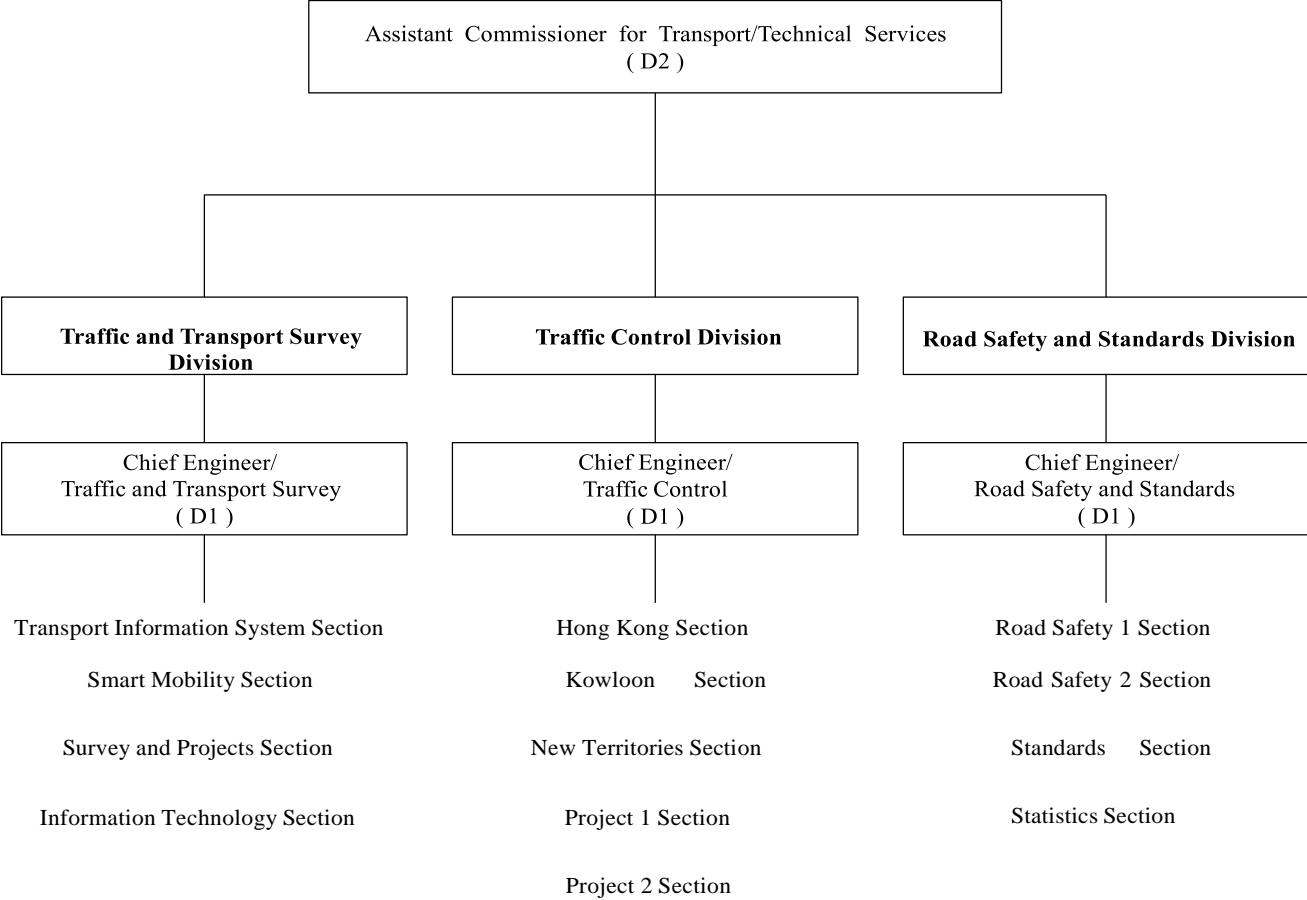 Assistant Commissioner for Transport/Technical Services
( D2 )
Traffic and Transport Survey
Division
Traffic Control Division
Road Safety and Standards Division
Chief Engineer/
Traffic and Transport Survey
( D1 )
Chief Engineer/
Traffic Control
( D1 )
Chief Engineer/
Road Safety and Standards
( D1 )
Transport Information System Section
Smart Mobility Section
Survey and Projects Section
Information Technology Section
Hong Kong Section
Kowloon Section
New Territories Section
Project 1 Section
Project 2 Section
Road Safety 1 Section
Road Safety 2 Section
Standards Section
Statistics Section